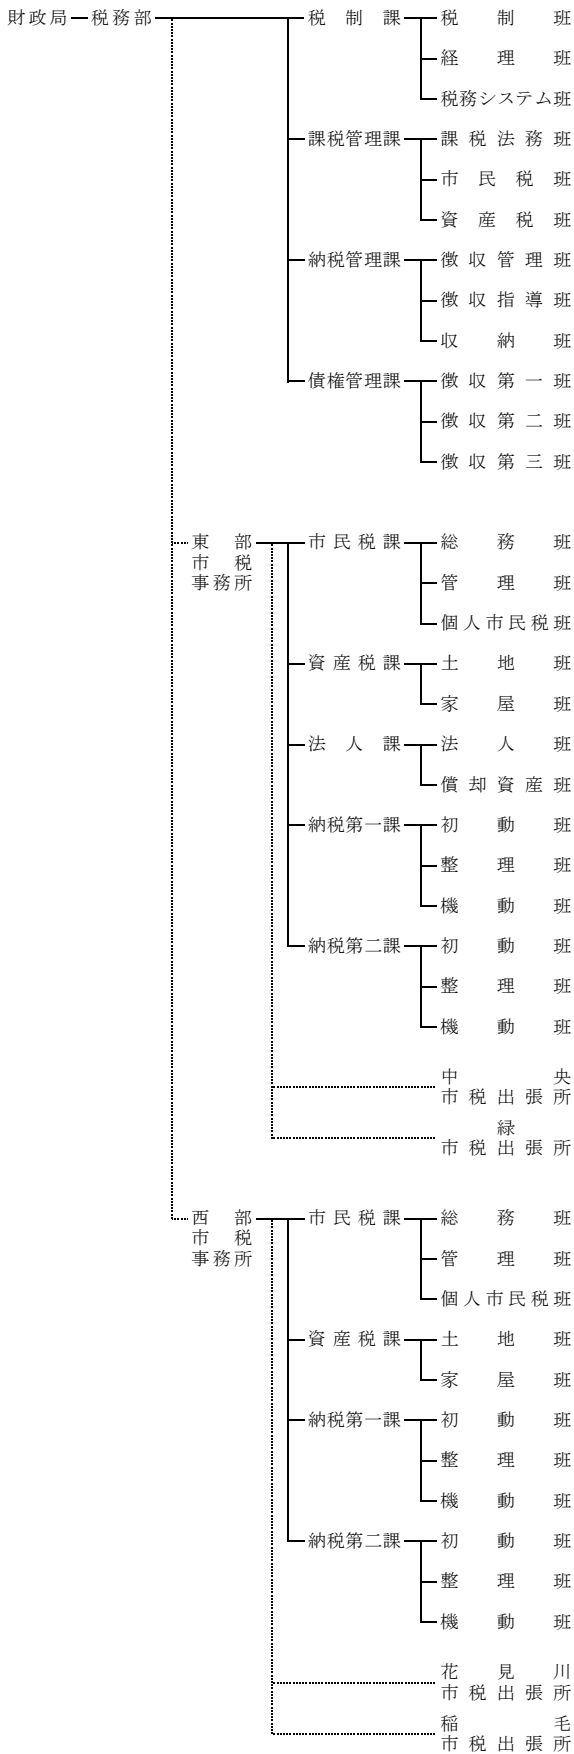 財政局 税務部 税制課 税制班
経理班
税務システム班
課税管理課 課税法務班
市民税班
資産税班
納税管理課 徴収管理班
徴収指導班
収納班
債権管理課 徴収第一班
徴収第二班
徴収第三班
東部 市民税課 総務班
市税
事務所 管理班
個人市民税班
資産税課 土地班
家屋班
法人課 法人班
償却資産班
納税第一課 初動班
整理班
機動班
納税第二課 初動班
整理班
機動班
中央
市税出張所
緑
市税出張所
西部 市民税課 総務班
市税
事務所 管理班
個人市民税班
資産税課 土地班
家屋班
納税第一課 初動班
整理班
機動班
納税第二課 初動班
整理班
機動班
花見川
市税出張所
稲毛
市税出張所